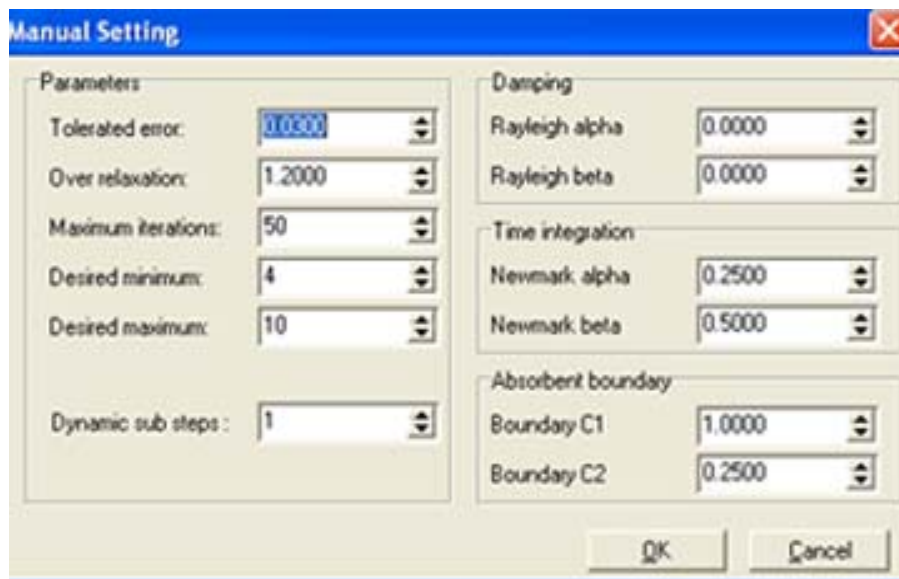 Manual Setting
Parameters
Tolerated error: 0.0300
Over relaxation: 1.2000
Maximum iterations: 50
Desired minimum: 4
Desired maximum: 10
Dynamic sub steps : 1
Damping
Rayleigh alpha 0.0000
Rayleigh beta 0.0000
Time integration
Newmark alpha 0.2500
Newmark beta 0.5000
Absorbent boundary
Boundary C1 1.0000
Boundary C2 0.2500
OK Cancel